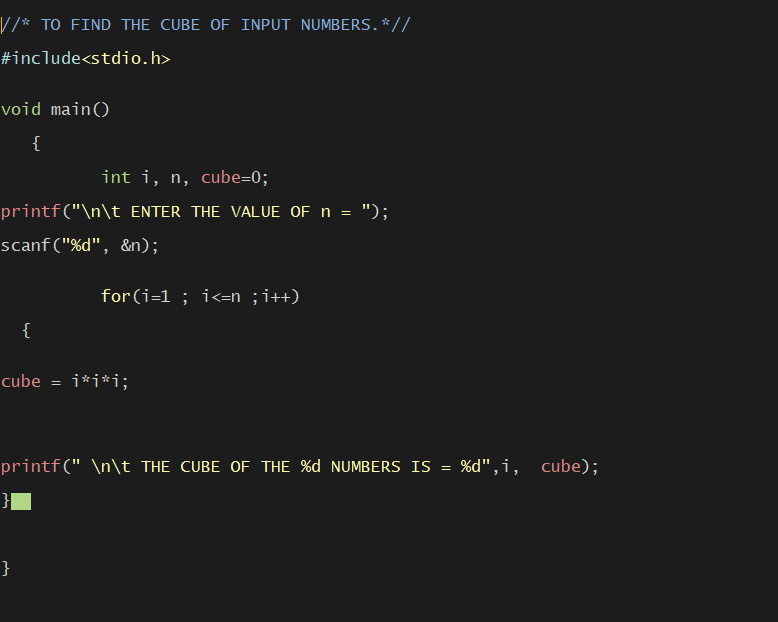 //* TO FIND THE CUBE OF INPUT NUMBERS.*//
#include<stdio.h>
void main()
{
int i, n, cube=0;
printf("\n\t ENTER THE VALUE OF n = ");
scanf("%d", &n);
for(i=1 ; i<=n ;i++)
{
cube = i*i*i;
printf(" \n\t THE CUBE OF THE %d NUMBERS IS = %d",i,  cube);
}
}